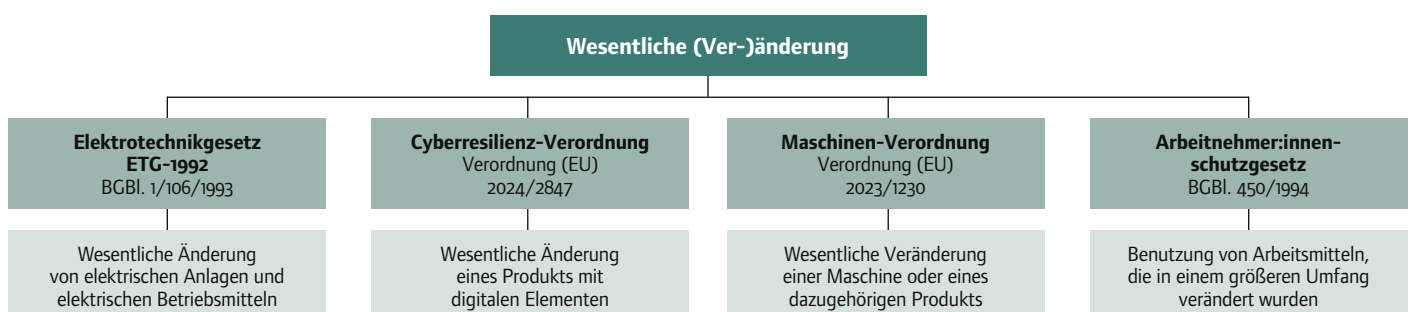 Wesentliche (Ver-)änderung
Elektrotechnikgesetz
ETG-1992
BGBl. 1/106/1993
Wesentliche Änderung
von elektrischen Anlagen und
elektrischen Betriebsmitteln
Cyberresilienz-Verordnung
Verordnung (EU)
2024/2847
Wesentliche Änderung
eines Produkts mit
digitalen Elementen
Maschinen-Verordnung
Verordnung (EU)
2023/1230
Wesentliche Veränderung
einer Maschine oder eines
dazugehörigen Produkts
Arbeitnehmer:innen-
schutzgesetz
BGBl. 450/1994
Benutzung von Arbeitsmitteln,
die in einem größeren Umfang
verändert wurden